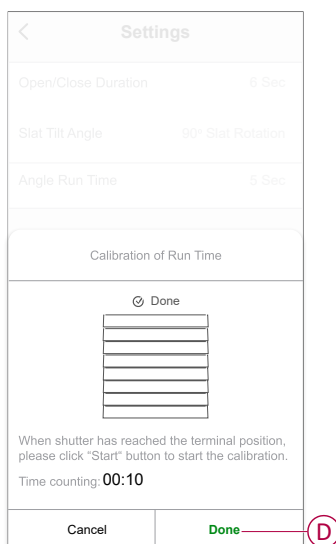 Settings
Open/Close Duration 6 Sec
Slat Tilt Angle 90° Slat Rotation
Angle Run Time 5 Sec
Calibration of Run Time
Done
When shutter has reached the terminal position,
please click “Start“ button to start the calibration.
Time counting: 00:10
Cancel Done
D